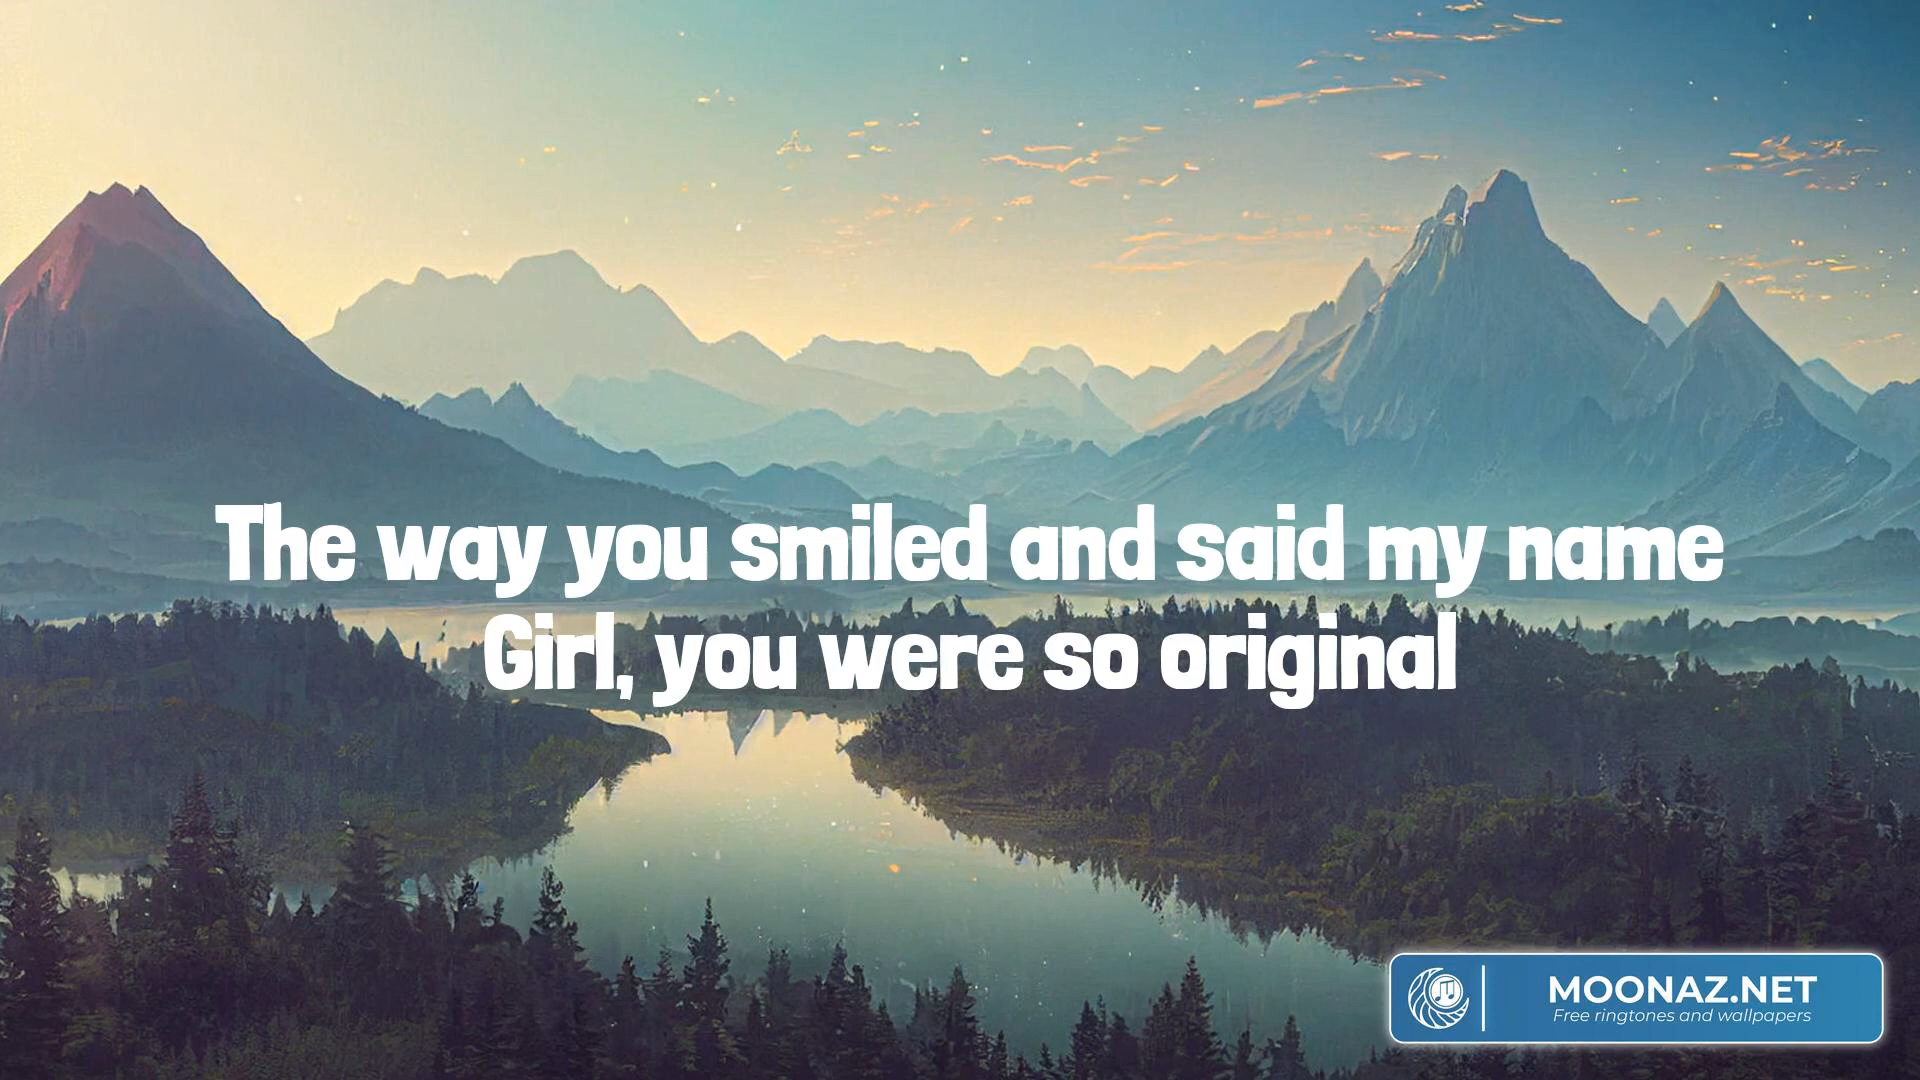 The way you smiled and said my name
Girl, you were so original
MOONAZ.NET
Free ringtones and wallpapers